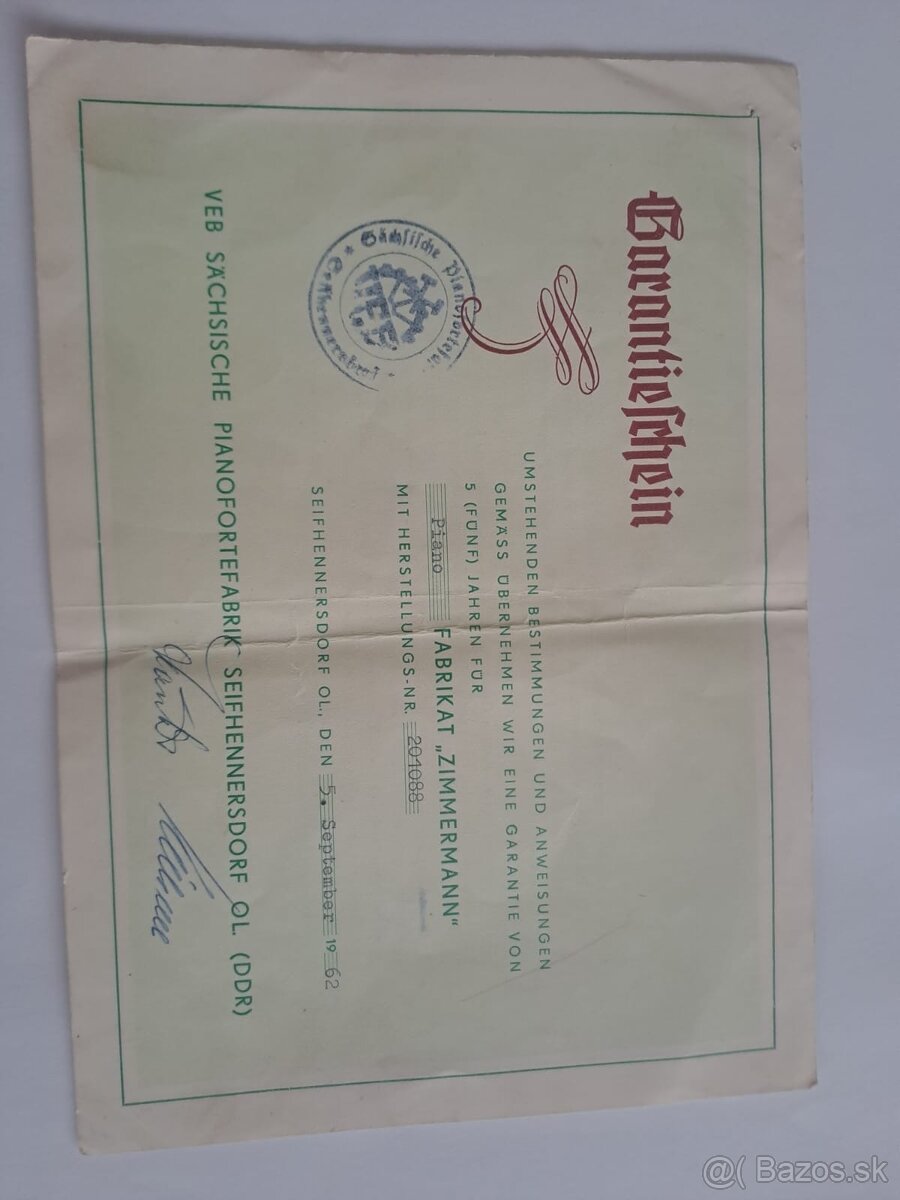 Garantieschein
UMSTEHENDEN BESTIMMUNGEN UND ANWEISUNGEN
GEMÄSS ÜBERNEHMEN WIR EINE GARANTIE VON
5 (FÜNF) JAHREN FÜR
Piano FABRIKAT „ZIMMERMANN“
MIT HERSTELLUNGS-NR. 201088
Sächsische
SEIFHENNERSDORF OL., DEN 5. September 1962
VEB SÄCHSISCHE PIANOFORTEFABRIK SEIFHENNERSDORF OL. (DDR)
@( Bazos.sk